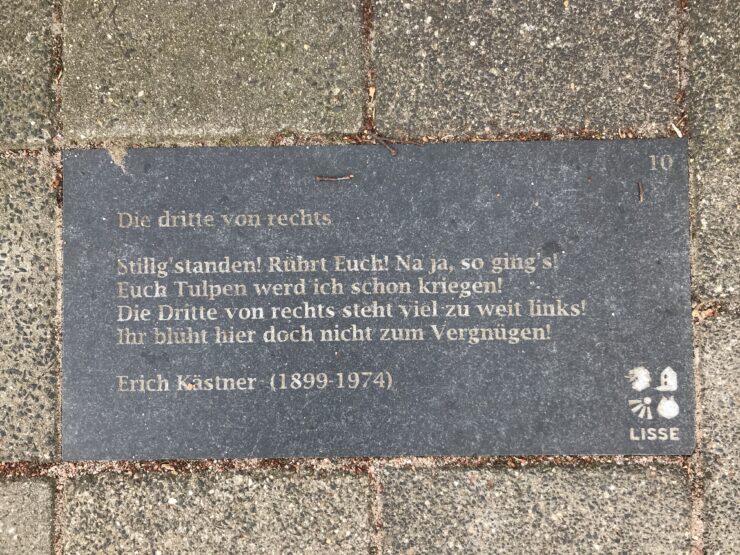 10
Die dritte von rechts
Stillg'standen! Rührt Euch! Na ja, so ging's!
Euch Tulpen werd ich schon kriegen!
Die Dritte von rechts steht viel zu weit links!
Ihr blüht hier doch nicht zum Vergnügen!
Erich Kästner (1899-1974)
LISSE